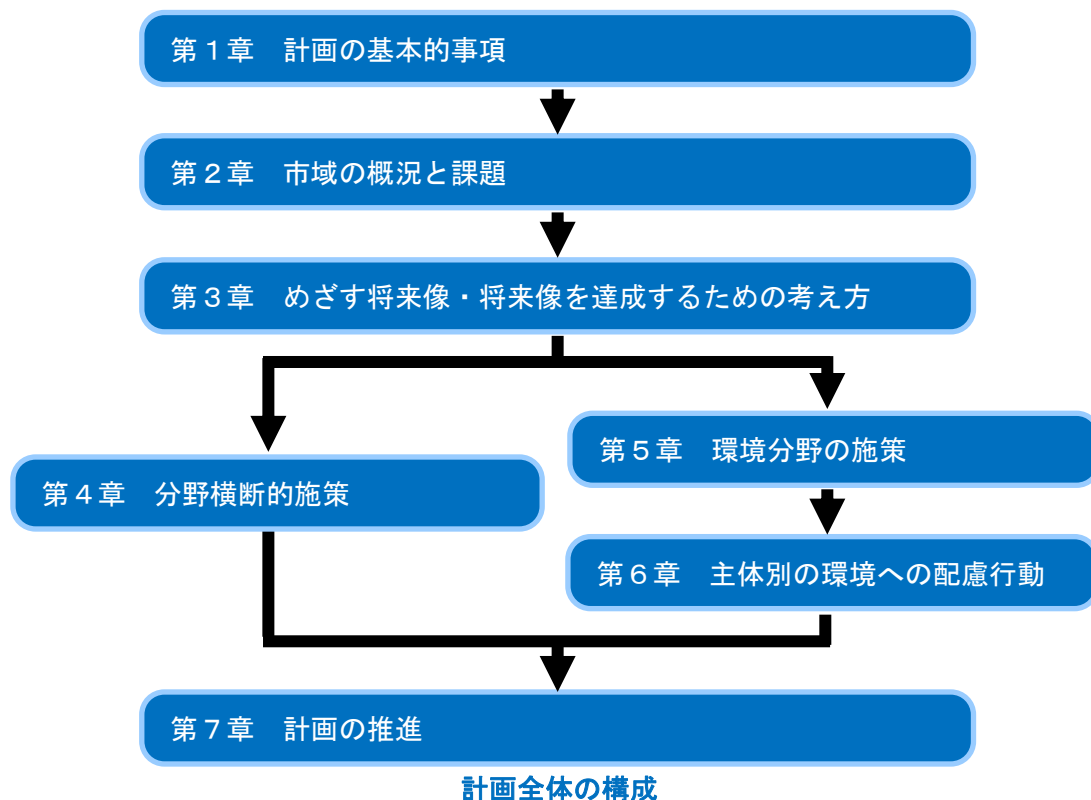 第１章　計画の基本的事項
第２章　市域の概況と課題
第３章　めざす将来像・将来像を達成するための考え方
第４章　分野横断的施策
第５章　環境分野の施策
第６章　主体別の環境への配慮行動
第７章　計画の推進
計画全体の構成